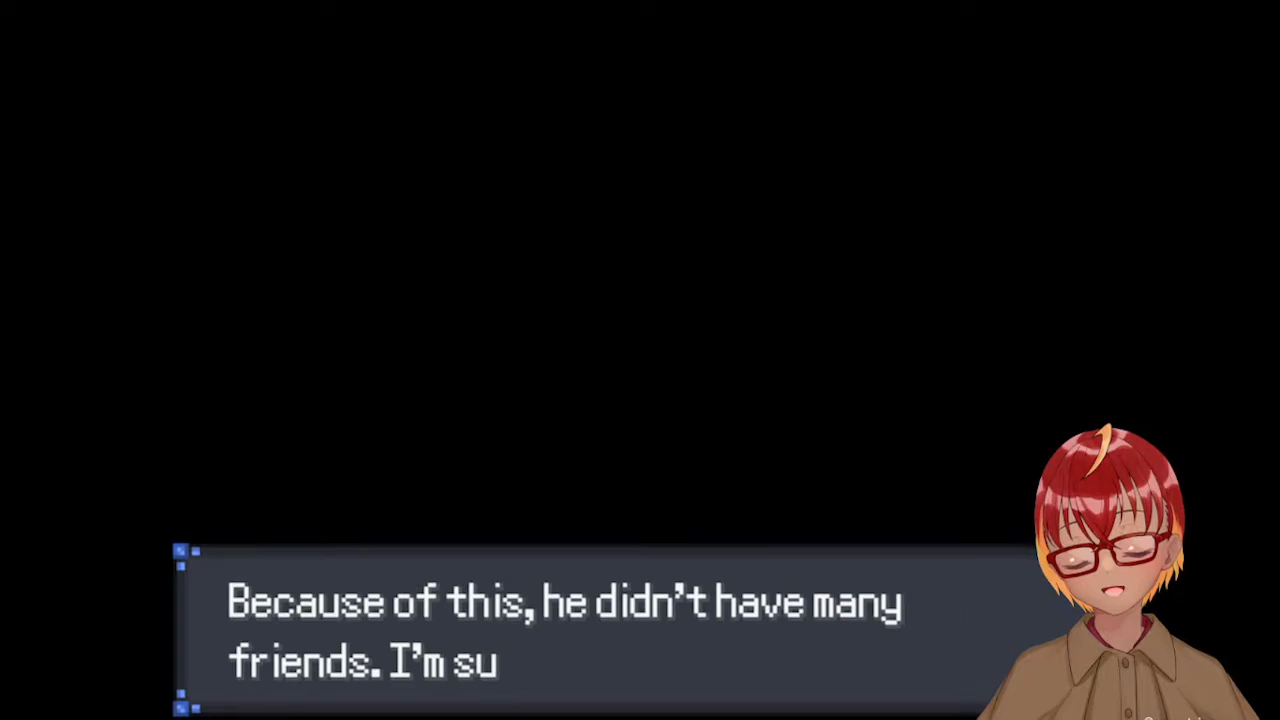 Because of this, he didn't have many
friends. I'm su